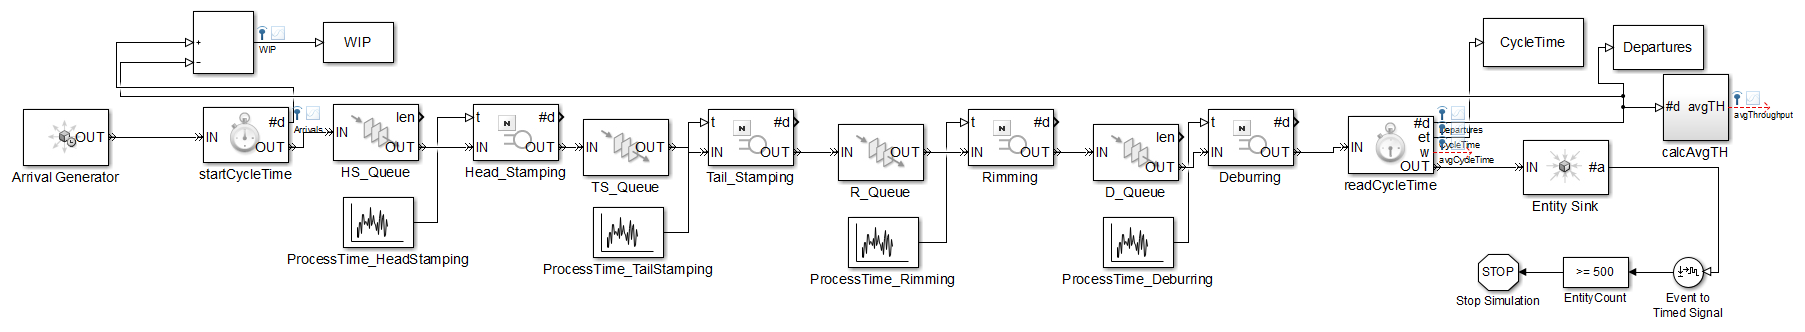 +
−
WIP
WIP
CycleTime
Departures
OUT
Arrival Generator
IN
#d
OUT
startCycleTime
Arrivals
IN
len
OUT
HS_Queue
t
#d
IN
OUT
Head_Stamping
OUT
TS_Queue
t
N
#d
IN
OUT
Tail_Stamping
IN
OUT
R_Queue
t
N
#d
IN
OUT
Rimming
IN
len
OUT
D_Queue
t
N
#d
IN
OUT
Deburring
IN
#d
et
w
OUT
readCycleTime
Departures
CycleTime
avgCycleTime
#d avgTH
calcAvgTH
avgThroughput
IN
#a
Entity Sink
N
ProcessTime_HeadStamping
ProcessTime_TailStamping
ProcessTime_Rimming
ProcessTime_Deburring
STOP
Stop Simulation
>= 500
EntityCount
Event to
Timed Signal